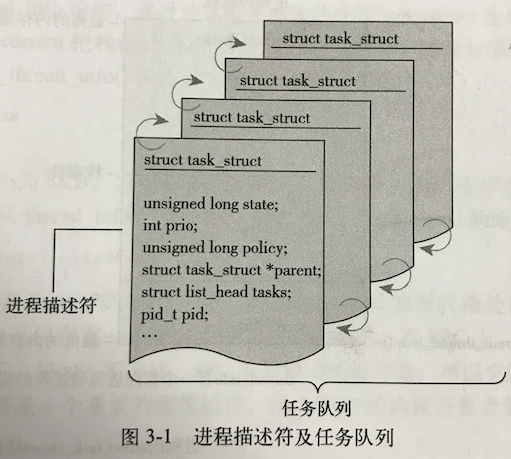 struct task_struct
struct task_struct
struct task_struct
struct task_struct
unsigned long state;
int prio;
unsigned long policy;
struct task_struct *parent;
struct list_head tasks;
pid_t pid;
…
进程描述符
任务队列
图 3-1 进程描述符及任务队列